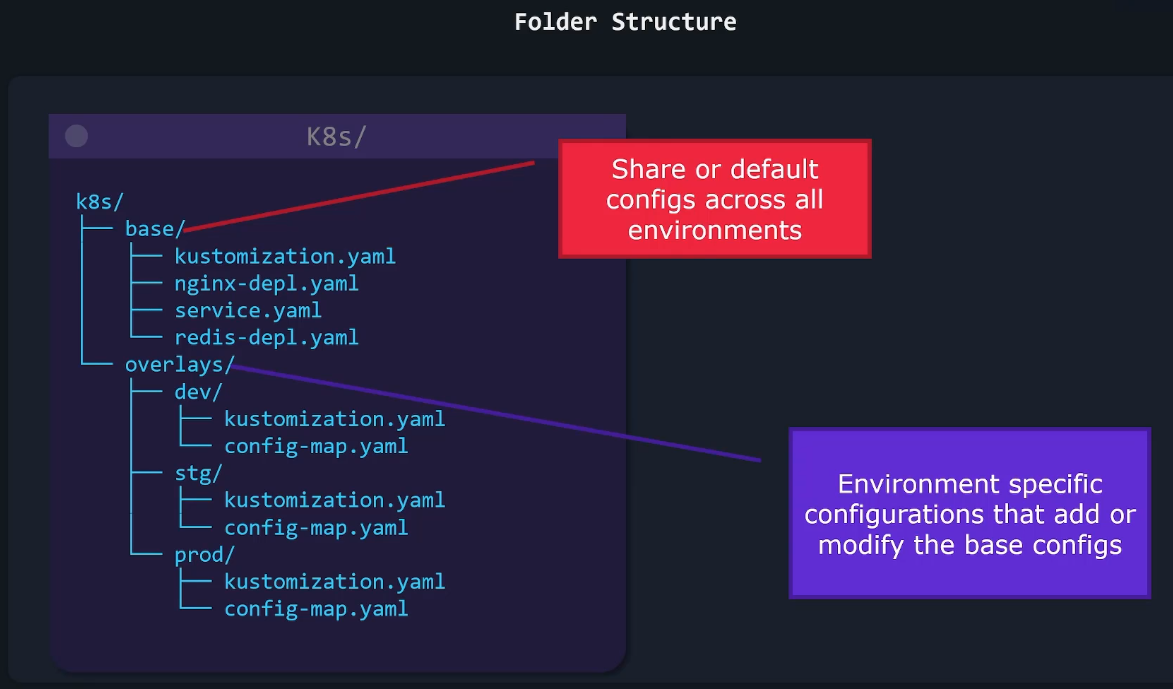 Folder Structure
K8s/
Share or default
configs across all
environments
k8s/
├── base/
│   ├── kustomization.yaml
│   ├── nginx-depl.yaml
│   ├── service.yaml
│   └── redis-depl.yaml
└── overlays/
    ├── dev/
    │   ├── kustomization.yaml
    │   └── config-map.yaml
    ├── stg/
    │   ├── kustomization.yaml
    │   └── config-map.yaml
    └── prod/
        ├── kustomization.yaml
        └── config-map.yaml
Environment specific
configurations that add or
modify the base configs